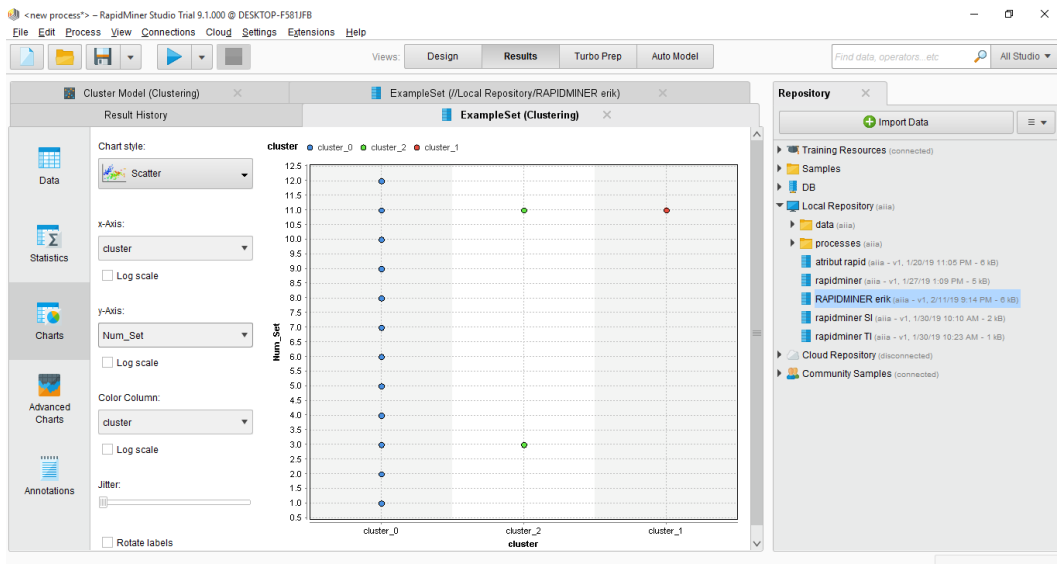 <new process*> – RapidMiner Studio Trial 9.1.000 @ DESKTOP-F581JFB
File Edit Process View Connections Cloud Settings Extensions Help
Views: Design Results Turbo Prep Auto Model Find data, operators...etc All Studio
Cluster Model (Clustering) ExampleSet (//Local Repository/RAPIDMINER erik)
Result History ExampleSet (Clustering)
Data
Statistics
Charts
Advanced
Charts
Annotations
Chart style:
Scatter
x-Axis:
cluster
Log scale
y-Axis:
Num_Set
Log scale
Color Column:
cluster
Log scale
Jitter:
Rotate labels
cluster cluster_0 cluster_2 cluster_1
12.5
12.0
11.5
11.0
10.5
10.0
9.5
9.0
8.5
8.0
7.5
7.0
6.5
6.0
5.5
5.0
4.5
4.0
3.5
3.0
2.5
2.0
1.5
1.0
0.5
Num_Set
cluster_0 cluster_2 cluster_1
cluster
Repository
Import Data
Training Resources (connected)
Samples
DB
Local Repository (aiia)
data (aiia)
processes (aiia)
atribut rapid (aiia - v1, 1/20/19 11:05 PM - 6 kB)
rapidminer (aiia - v1, 1/27/19 1:09 PM - 5 kB)
RAPIDMINER erik (aiia - v1, 2/11/19 9:14 PM - 6 kB)
rapidminer SI (aiia - v1, 1/30/19 10:10 AM - 2 kB)
rapidminer TI (aiia - v1, 1/30/19 10:23 AM - 1 kB)
Cloud Repository (disconnected)
Community Samples (connected)